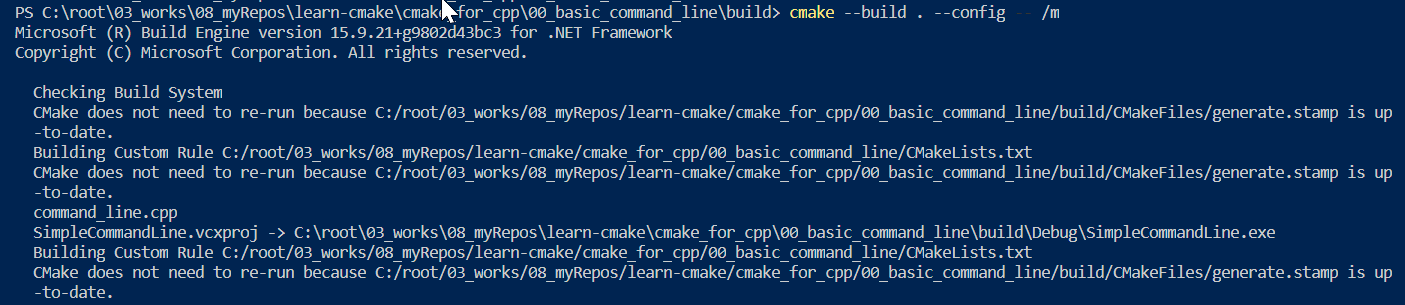 PS C:\root\03_works\08_myRepos\learn-cmake\cmake_for_cpp\00_basic_command_line\build> cmake --build . --config -- /m
Microsoft (R) Build Engine version 15.9.21+g9802d43bc3 for .NET Framework
Copyright (C) Microsoft Corporation. All rights reserved.
Checking Build System
CMake does not need to re-run because C:/root/03_works/08_myRepos/learn-cmake/cmake_for_cpp/00_basic_command_line/build/CMakeFiles/generate.stamp is up
-to-date.
Building Custom Rule C:/root/03_works/08_myRepos/learn-cmake/cmake_for_cpp/00_basic_command_line/CMakeLists.txt
CMake does not need to re-run because C:/root/03_works/08_myRepos/learn-cmake/cmake_for_cpp/00_basic_command_line/build/CMakeFiles/generate.stamp is up
-to-date.
command_line.cpp
SimpleCommandLine.vcxproj -> C:\root\03_works\08_myRepos\learn-cmake\cmake_for_cpp\00_basic_command_line\build\Debug\SimpleCommandLine.exe
Building Custom Rule C:/root/03_works/08_myRepos/learn-cmake/cmake_for_cpp/00_basic_command_line/CMakeLists.txt
CMake does not need to re-run because C:/root/03_works/08_myRepos/learn-cmake/cmake_for_cpp/00_basic_command_line/build/CMakeFiles/generate.stamp is up
-to-date.